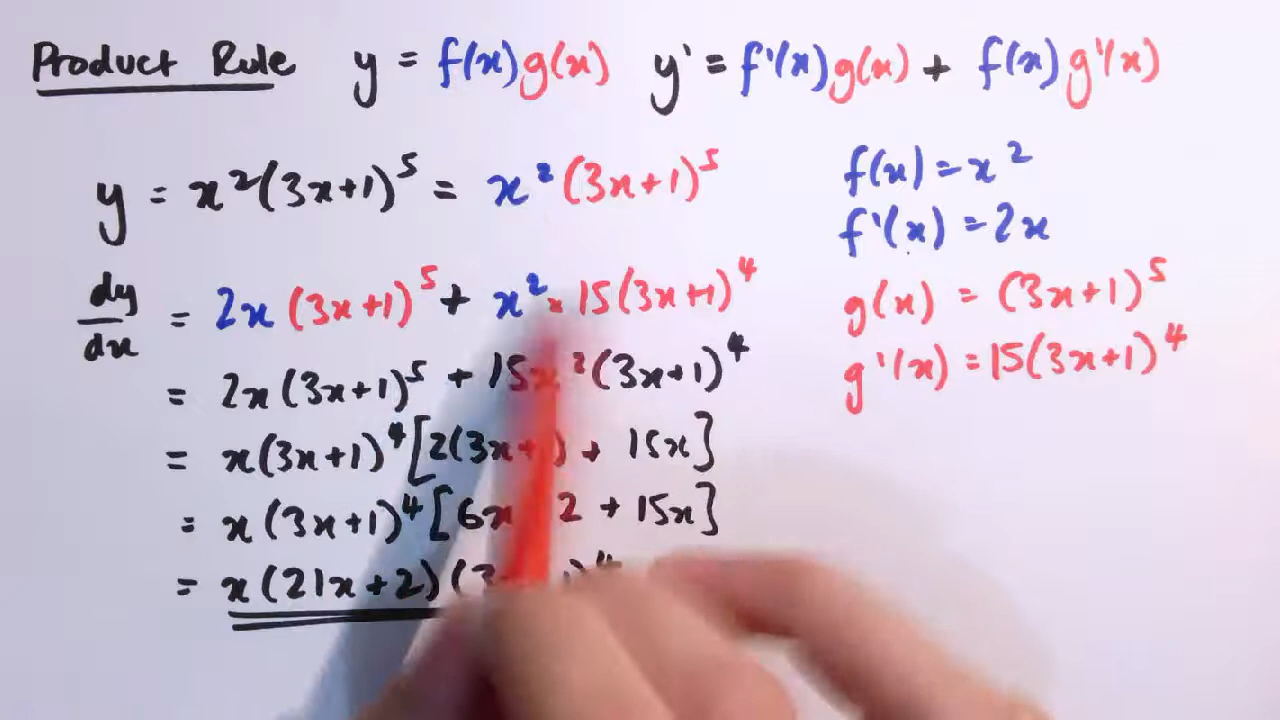 Product Rule y = f(x)g(x) y' = f'(x)g(x) + f(x)g'(x)
y = x²(3x+1)⁵ = x²(3x+1)⁵
dy/dx = 2x(3x+1)⁵ + x² × 15(3x+1)⁴
= 2x(3x+1)⁵ + 15x²(3x+1)⁴
= x(3x+1)⁴[2(3x+ ) + 15x]
= x(3x+1)⁴[6x 2 + 15x]
= x(21x+2)(3 )⁴
f(x) = x²
f'(x) = 2x
g(x) = (3x+1)⁵
g'(x) = 15(3x+1)⁴